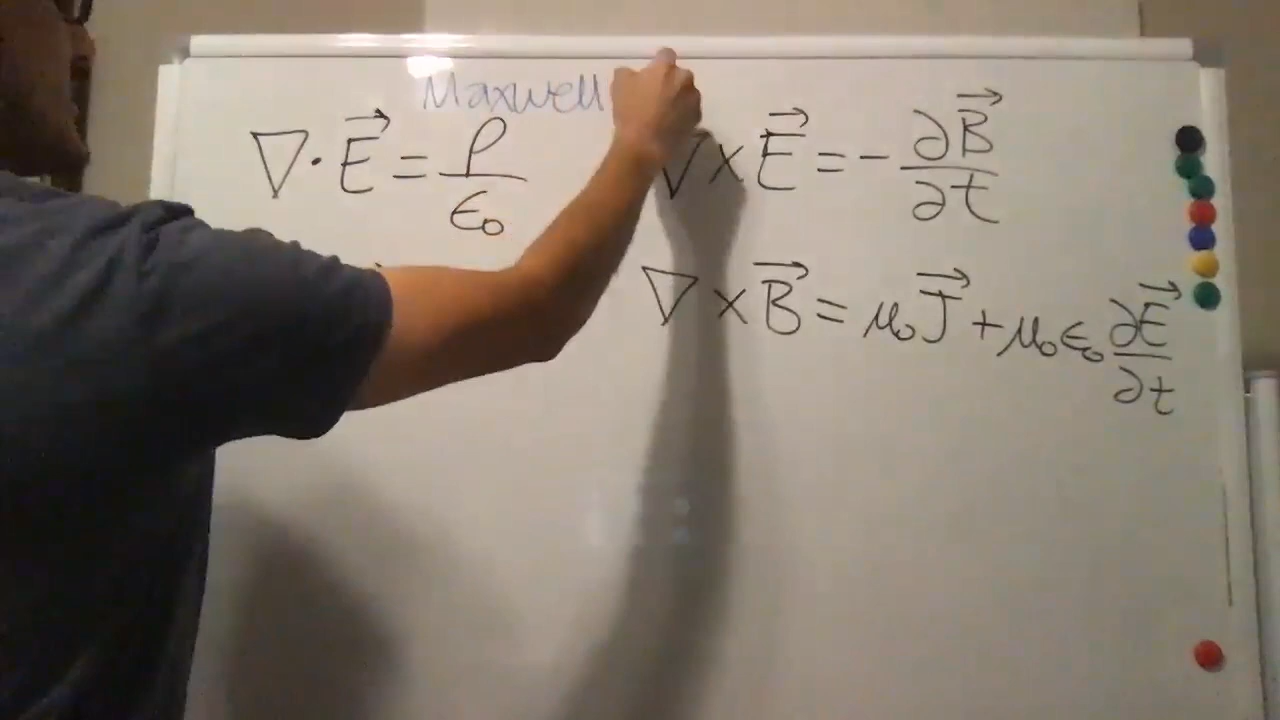 Maxwell
∇·E⃗ = ρ/ε₀ ∇×E⃗ = -∂B⃗/∂t
∇×B⃗ = μ₀J⃗ + μ₀ε₀ ∂E⃗/∂t